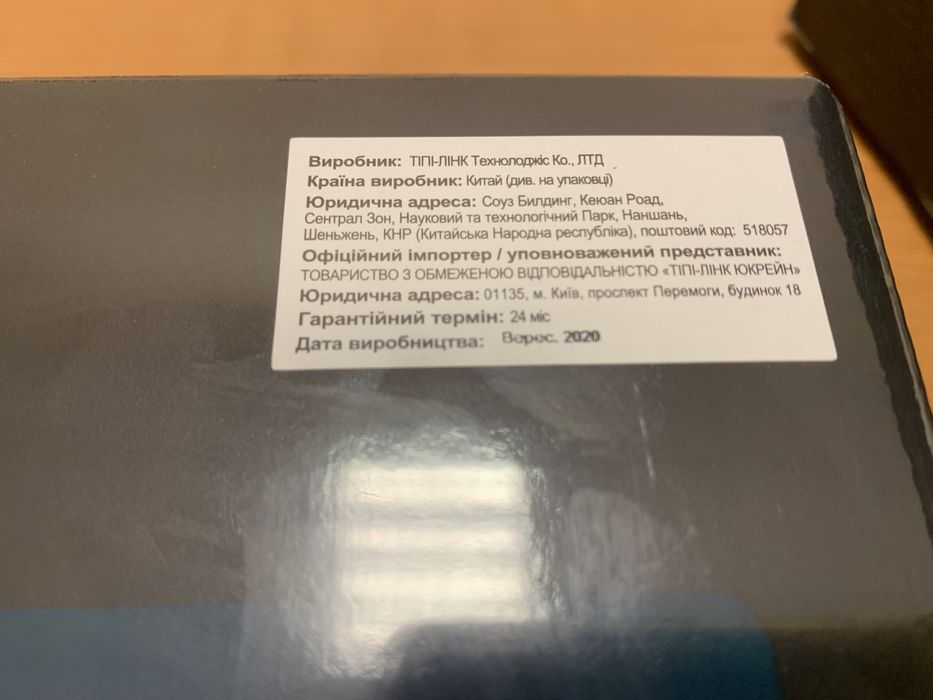 Виробник: ТІПІ-ЛІНК Технолоджіс Ко., ЛТД
Країна виробник: Китай (див. на упаковці)
Юридична адреса: Соуз Билдинг, Кеюан Роад,
Сентрал Зон, Науковий та технологічний Парк, Наншань,
Шеньжень, КНР (Китайська Народна республіка), поштовий код: 518057
Офіційний імпортер / уповноважений представник:
ТОВАРИСТВО З ОБМЕЖЕНОЮ ВІДПОВІДАЛЬНІСТЮ «ТІПІ-ЛІНК ЮКРЕЙН»
Юридична адреса: 01135, м. Київ, проспект Перемоги, будинок 18
Гарантійний термін: 24 міс
Дата виробництва: Верес. 2020